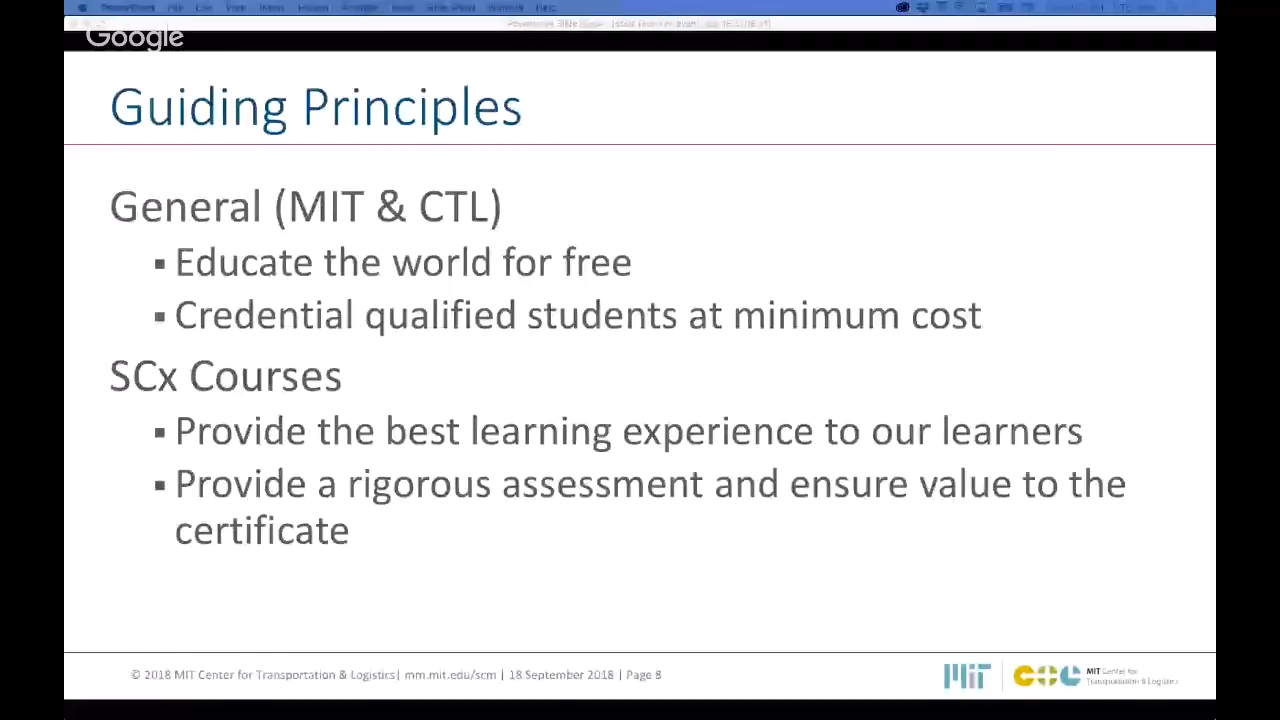 Google
Guiding Principles
General (MIT & CTL)
▪ Educate the world for free
▪ Credential qualified students at minimum cost
SCx Courses
▪ Provide the best learning experience to our learners
▪ Provide a rigorous assessment and ensure value to the
certificate
© 2018 MIT Center for Transportation & Logistics| mm.mit.edu/scm | 18 September 2018 | Page 8
MIT
MIT Center for
Transportation & Logistics